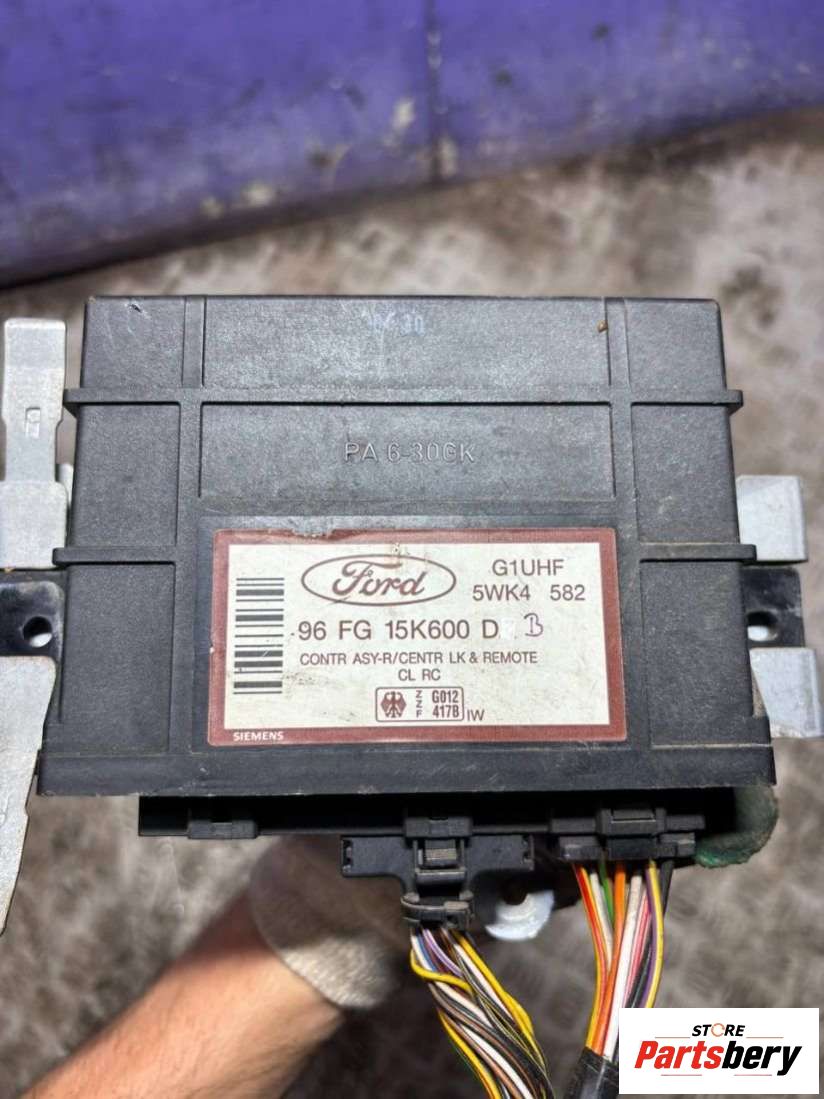 PA 6-30GK
Ford
G1UHF
5WK4 582
96 FG 15K600 D B
CONTR ASY-R/CENTR LK & REMOTE
CL RC
ZZF G012 417B IW
SIEMENS
STORE
Partsbery